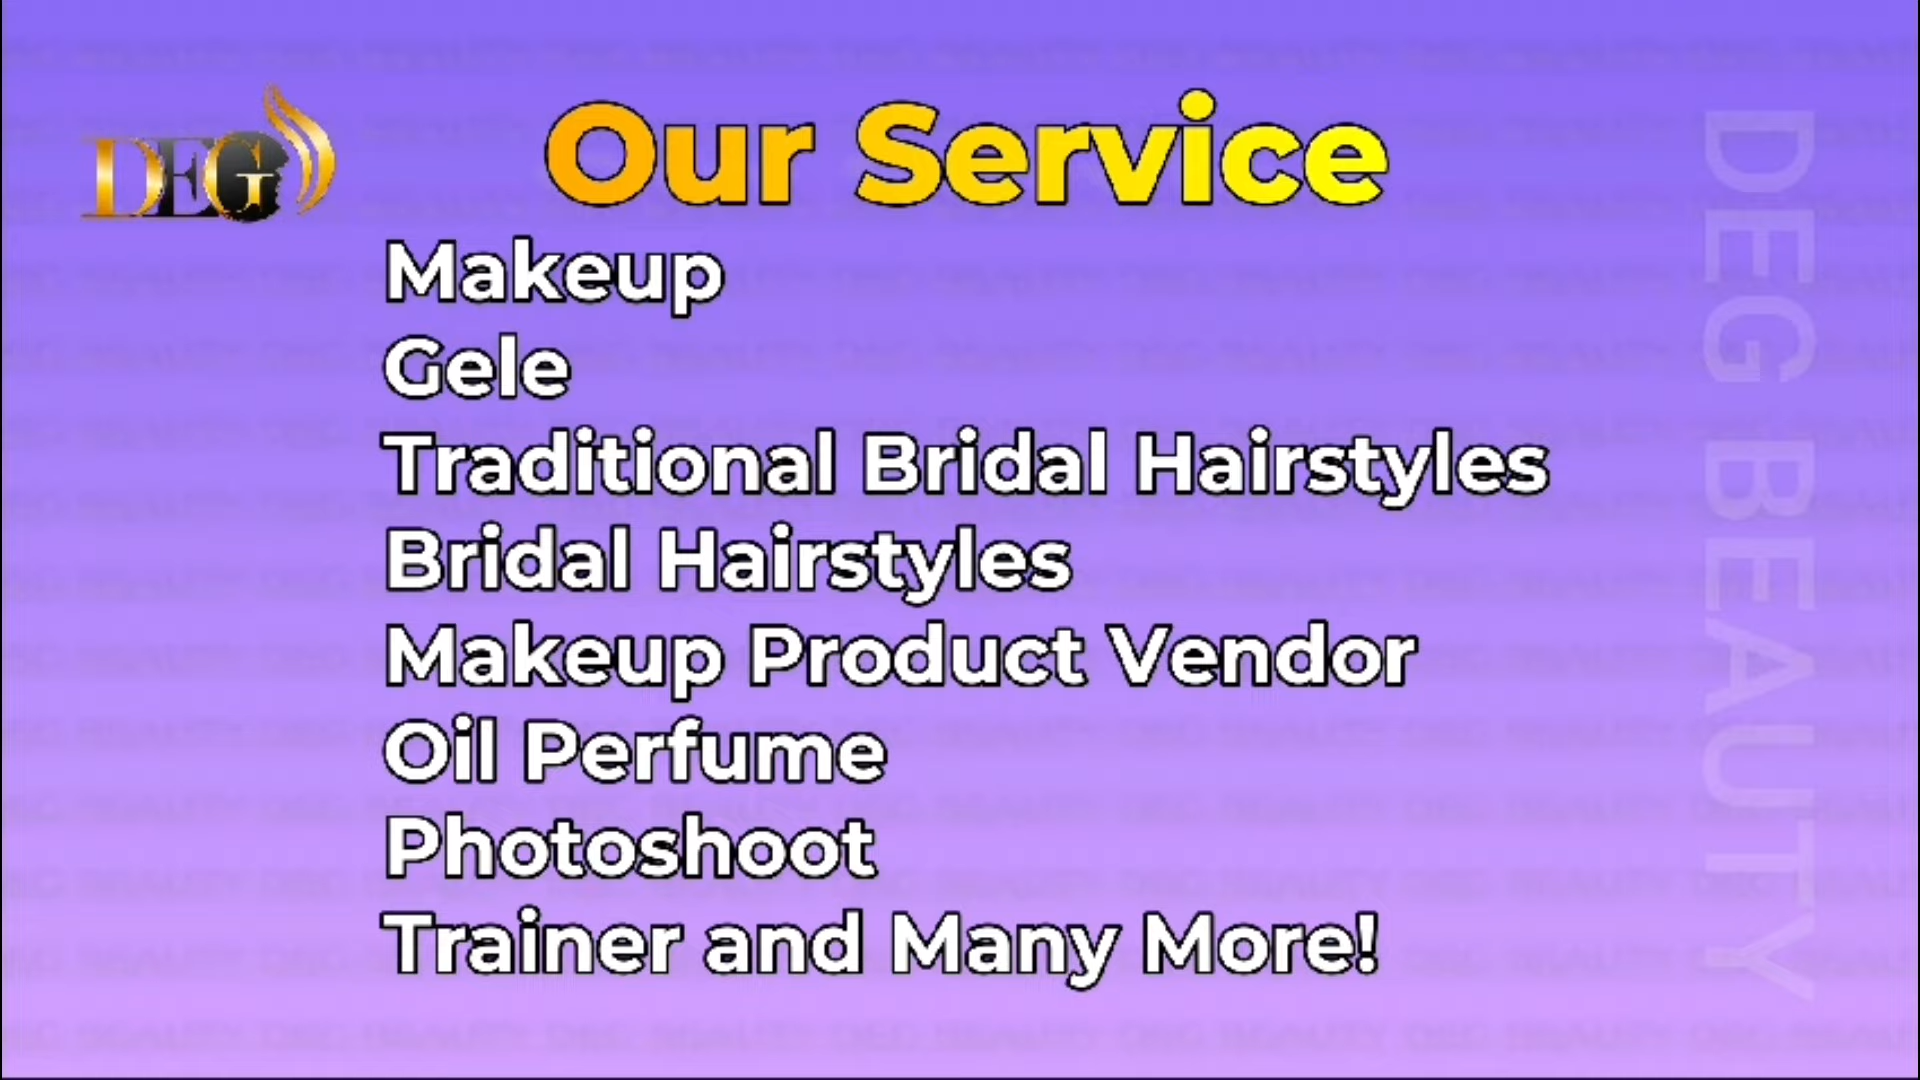 DEG
Our Service
Makeup
Gele
Traditional Bridal Hairstyles
Bridal Hairstyles
Makeup Product Vendor
Oil Perfume
Photoshoot
Trainer and Many More!
DEG BEAUTY